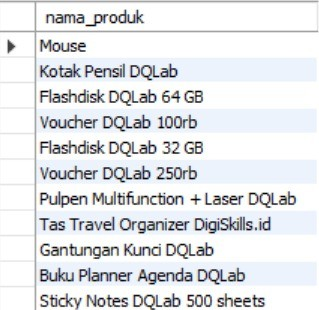 nama_produk
Mouse
Kotak Pensil DQLab
Flashdisk DQLab 64 GB
Voucher DQLab 100rb
Flashdisk DQLab 32 GB
Voucher DQLab 250rb
Pulpen Multifunction + Laser DQLab
Tas Travel Organizer DigiSkills.id
Gantungan Kunci DQLab
Buku Planner Agenda DQLab
Sticky Notes DQLab 500 sheets